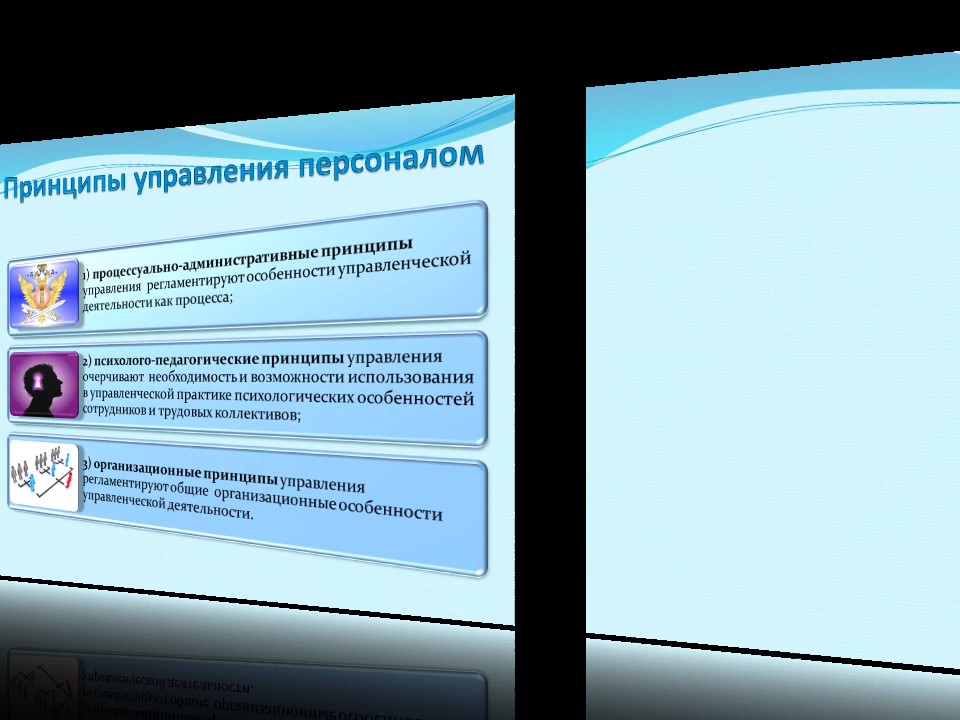 Принципы управления персоналом
1) процессуально-административные принципы
управления регламентируют особенности управленческой
деятельности как процесса;
2) психолого-педагогические принципы управления
очерчивают необходимость и возможности использования
в управленческой практике психологических особенностей
сотрудников и трудовых коллективов;
3) организационные принципы управления
регламентируют общие организационные особенности
управленческой деятельности.